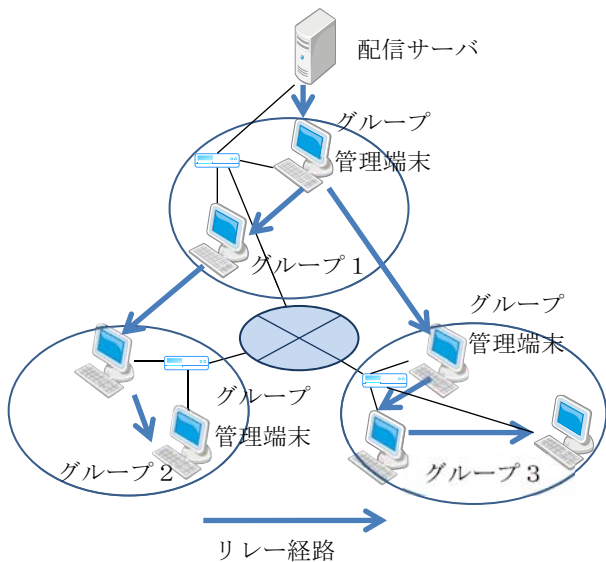 配信サーバ
グループ
管理端末
グループ１
グループ
管理端末
グループ
管理端末
グループ２
グループ３
リレー経路